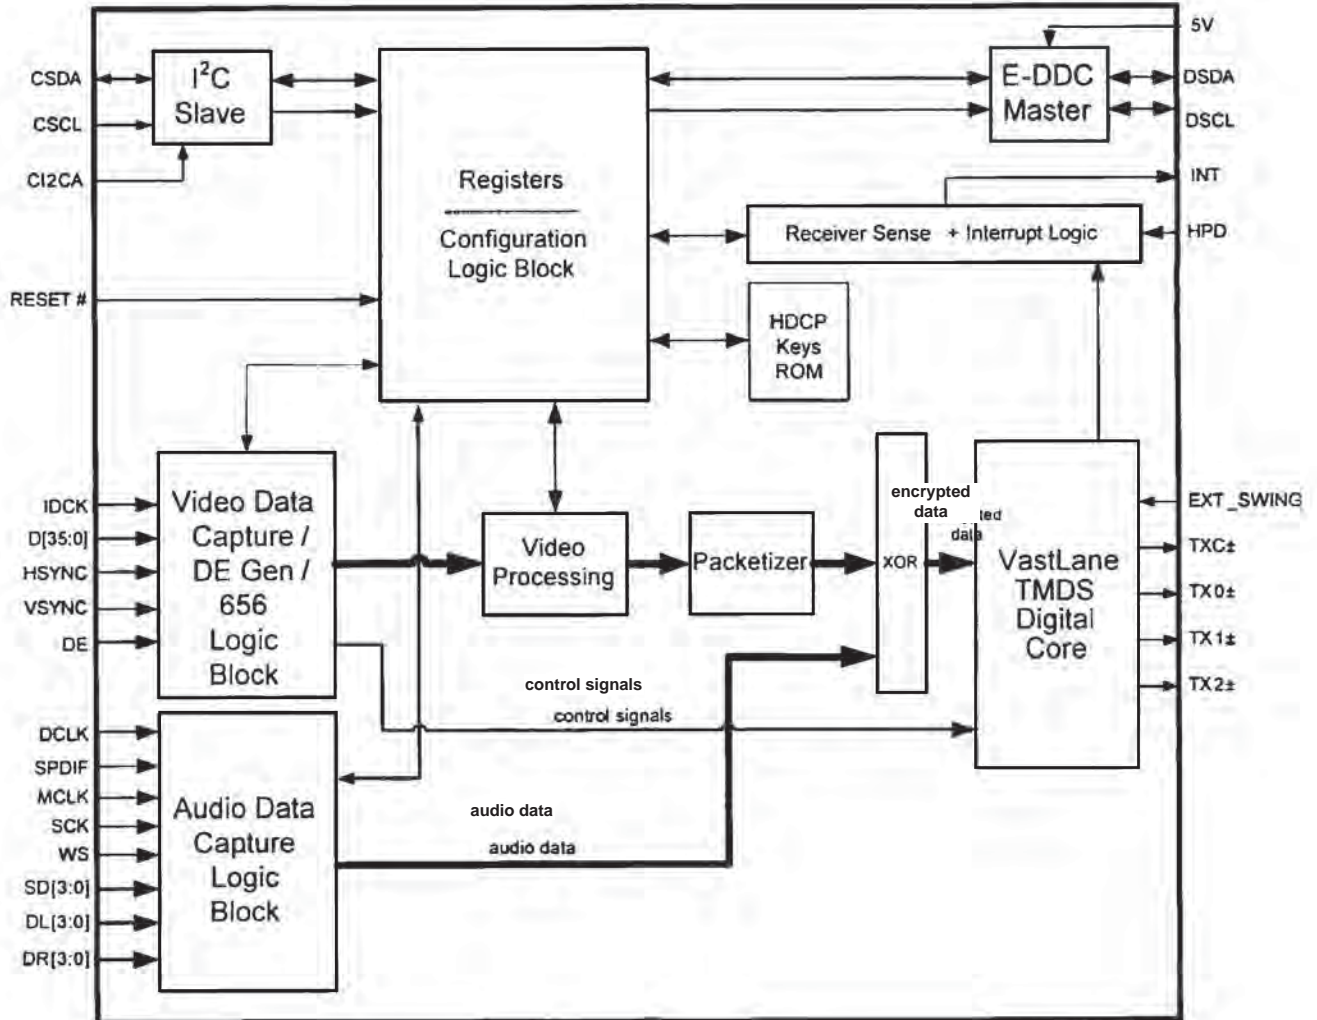 5V
CSDA
I²C
Slave
E-DDC
Master
DSDA
CSCL
DSCL
CI2CA
Registers
Configuration
Logic Block
INT
Receiver Sense + Interrupt Logic
HPD
RESET #
HDCP
Keys
ROM
IDCK
D[35:0]
HSYNC
VSYNC
DE
Video Data
Capture /
DE Gen /
656
Logic
Block
Video
Processing
Packetizer
XOR
encrypted
data
data
VastLane
TMDS
Digital
Core
EXT_SWING
TXC±
TX0±
TX1±
TX2±
control signals
control signals
DCLK
SPDIF
MCLK
SCK
WS
SD[3:0]
DL[3:0]
DR[3:0]
Audio Data
Capture
Logic
Block
audio data
audio data